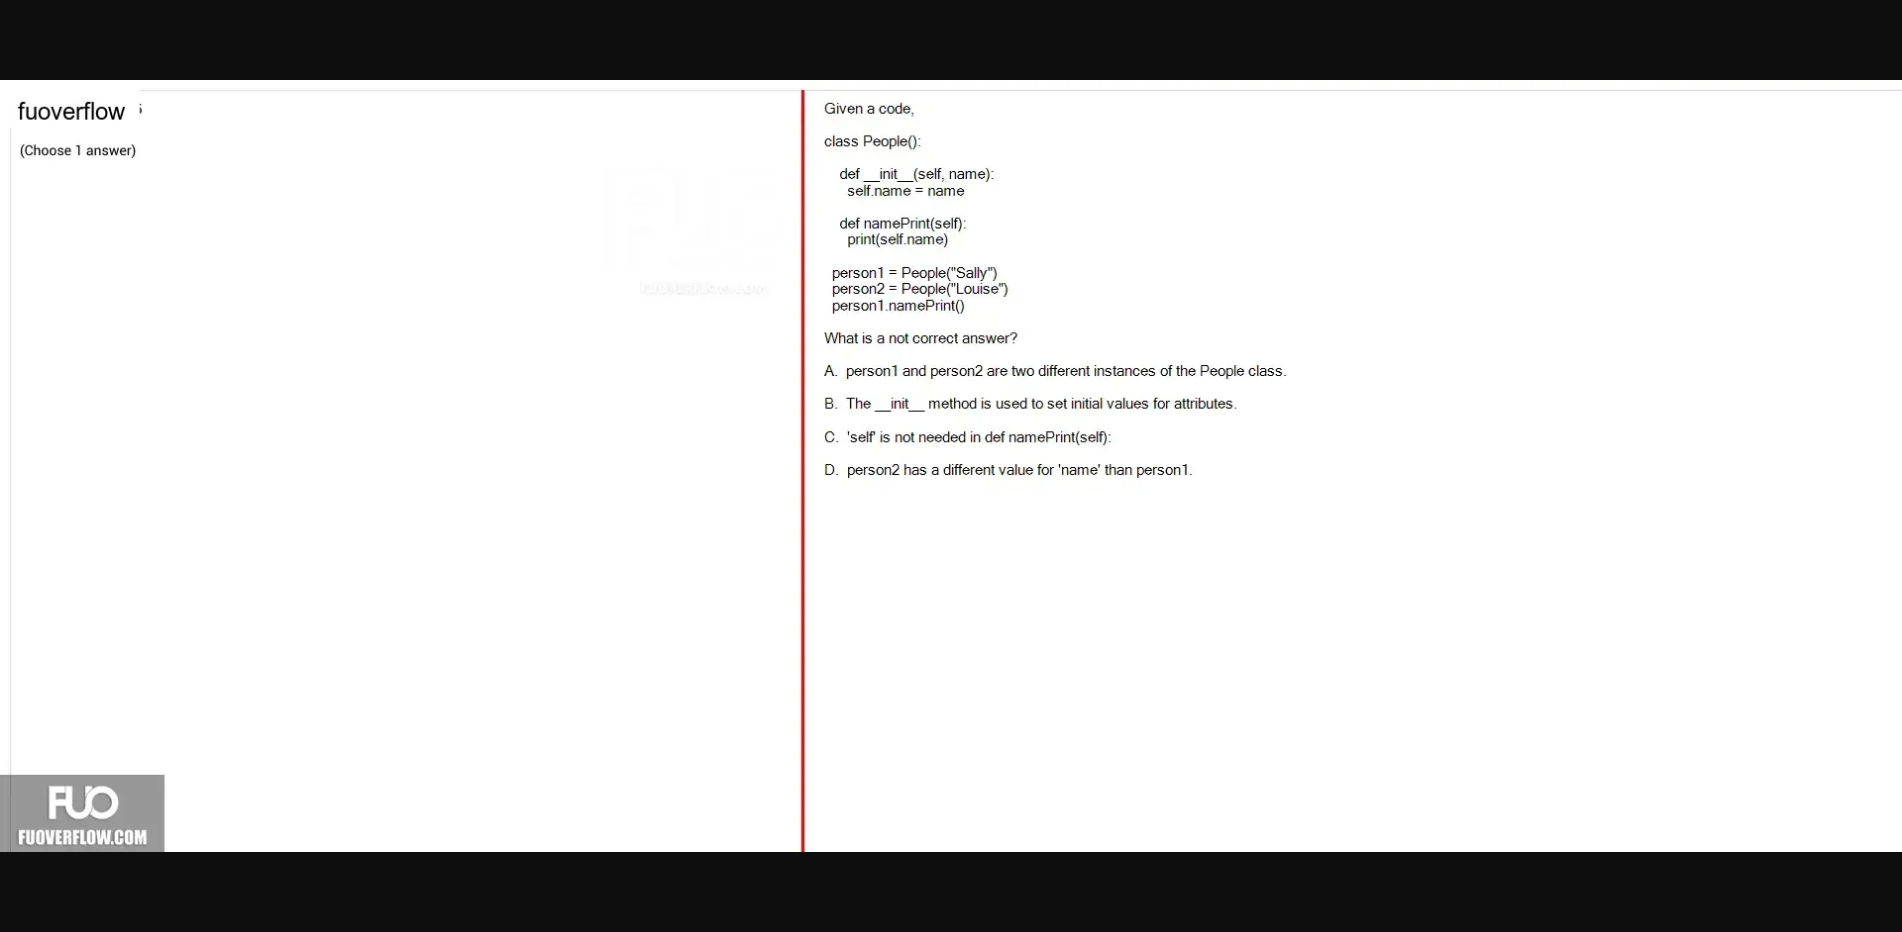 fuoverflow
(Choose 1 answer)
Given a code,
class People():
def __init__(self, name):
self.name = name
def namePrint(self):
print(self.name)
person1 = People("Sally")
person2 = People("Louise")
person1.namePrint()
What is a not correct answer?
A. person1 and person2 are two different instances of the People class.
B. The __init__ method is used to set initial values for attributes.
C. 'self' is not needed in def namePrint(self):
D. person2 has a different value for 'name' than person1.
FUO
FUOVERFLOW.COM